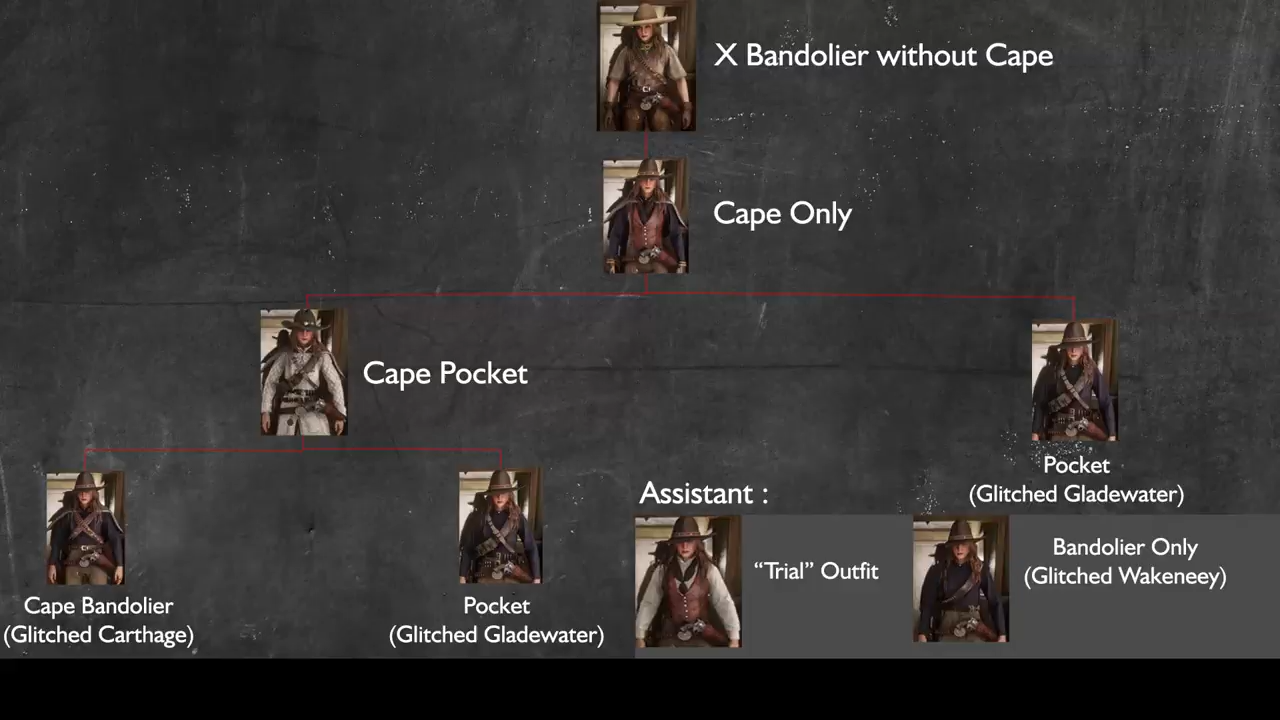 X Bandolier without Cape
Cape Only
Cape Pocket
Pocket
(Glitched Gladewater)
Assistant :
"Trial" Outfit
Bandolier Only
(Glitched Wakeneey)
Cape Bandolier
(Glitched Carthage)
Pocket
(Glitched Gladewater)